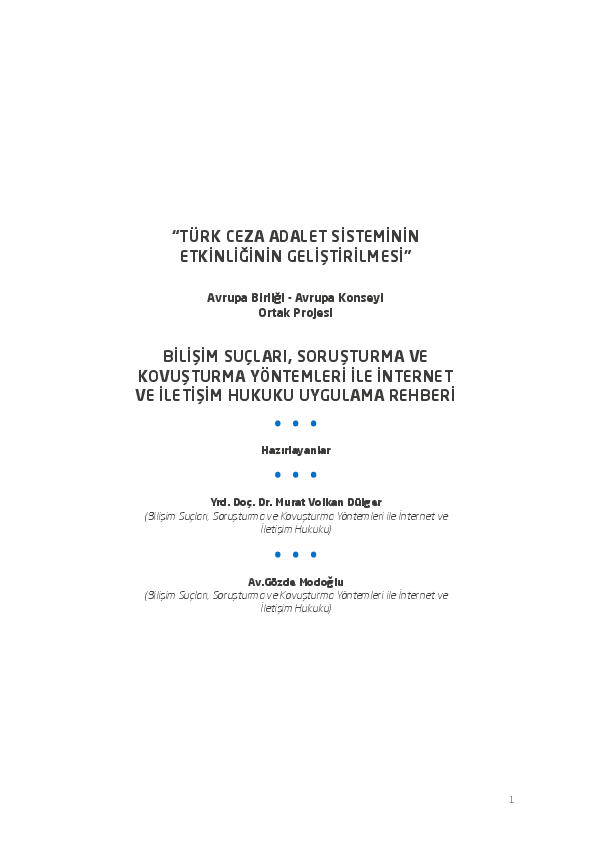 “TÜRK CEZA ADALET SİSTEMİNİN
ETKİNLİĞİNİN GELİŞTİRİLMESİ”
Avrupa Birliği - Avrupa Konseyi
Ortak Projesi
BİLİŞİM SUÇLARI, SORUŞTURMA VE
KOVUŞTURMA YÖNTEMLERİ İLE İNTERNET
VE İLETİŞİM HUKUKU UYGULAMA REHBERİ
• • •
Hazırlayanlar
• • •
Yrd. Doç. Dr. Murat Volkan Dülger
(Bilişim Suçları, Soruşturma ve Kovuşturma Yöntemleri ile İnternet ve
İletişim Hukuku)
• • •
Av.Gözde Modoğlu
(Bilişim Suçları, Soruşturma ve Kovuşturma Yöntemleri ile İnternet ve
İletişim Hukuku)
1